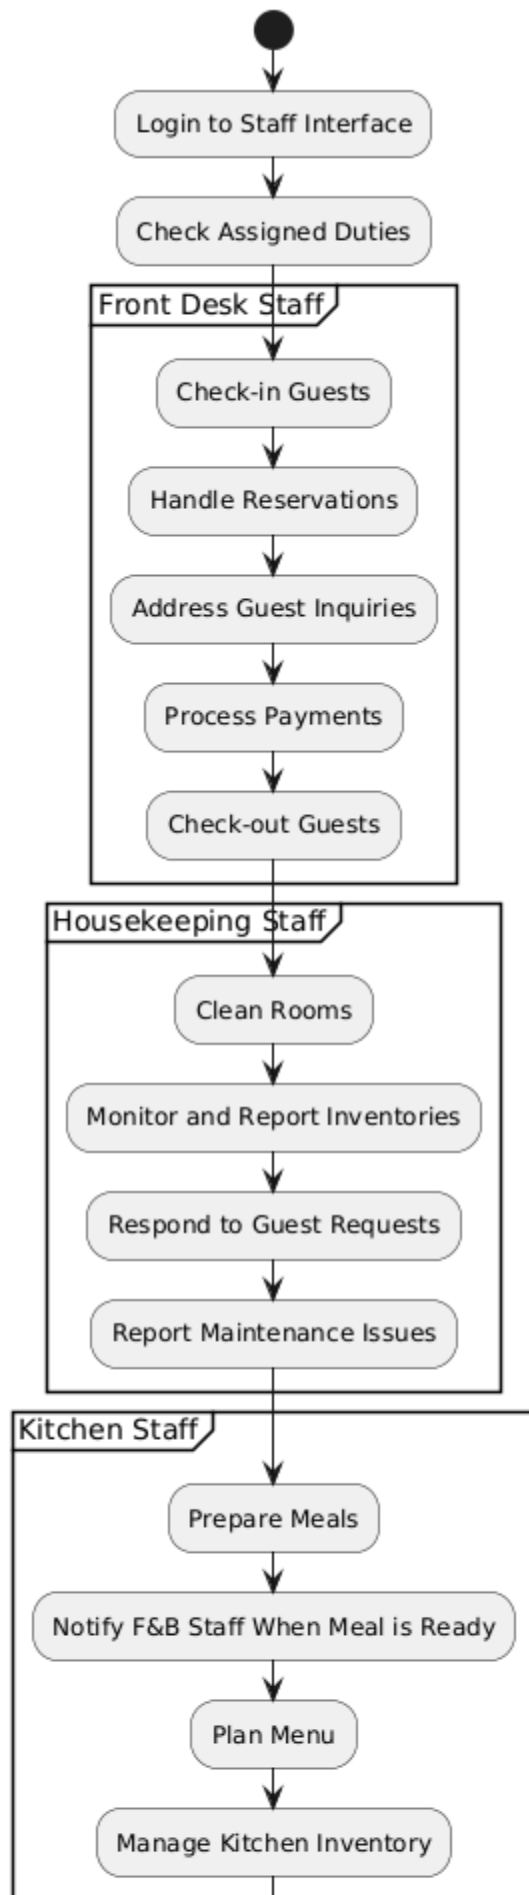 Login to Staff Interface
Check Assigned Duties
Front Desk Staff
Check-in Guests
Handle Reservations
Address Guest Inquiries
Process Payments
Check-out Guests
Housekeeping Staff
Clean Rooms
Monitor and Report Inventories
Respond to Guest Requests
Report Maintenance Issues
Kitchen Staff
Prepare Meals
Notify F&B Staff When Meal is Ready
Plan Menu
Manage Kitchen Inventory